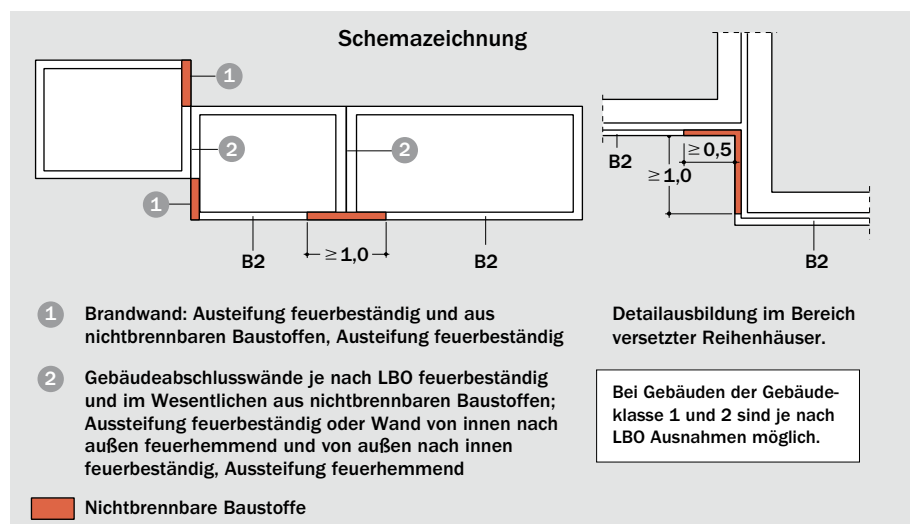 Schemazeichnung
1
2
2
1
B2
≥1,0
B2
B2
≥0,5
≥1,0
B2
1 Brandwand: Austeifung feuerbeständig und aus
nichtbrennbaren Baustoffen, Austeifung feuerbeständig
2 Gebäudeabschlusswände je nach LBO feuerbeständig
und im Wesentlichen aus nichtbrennbaren Baustoffen;
Aussteifung feuerbeständig oder Wand von innen nach
außen feuerhemmend und von außen nach innen
feuerbeständig, Aussteifung feuerhemmend
Nichtbrennbare Baustoffe
Detailausbildung im Bereich
versetzter Reihenhäuser.
Bei Gebäuden der Gebäude-
klasse 1 und 2 sind je nach
LBO Ausnahmen möglich.